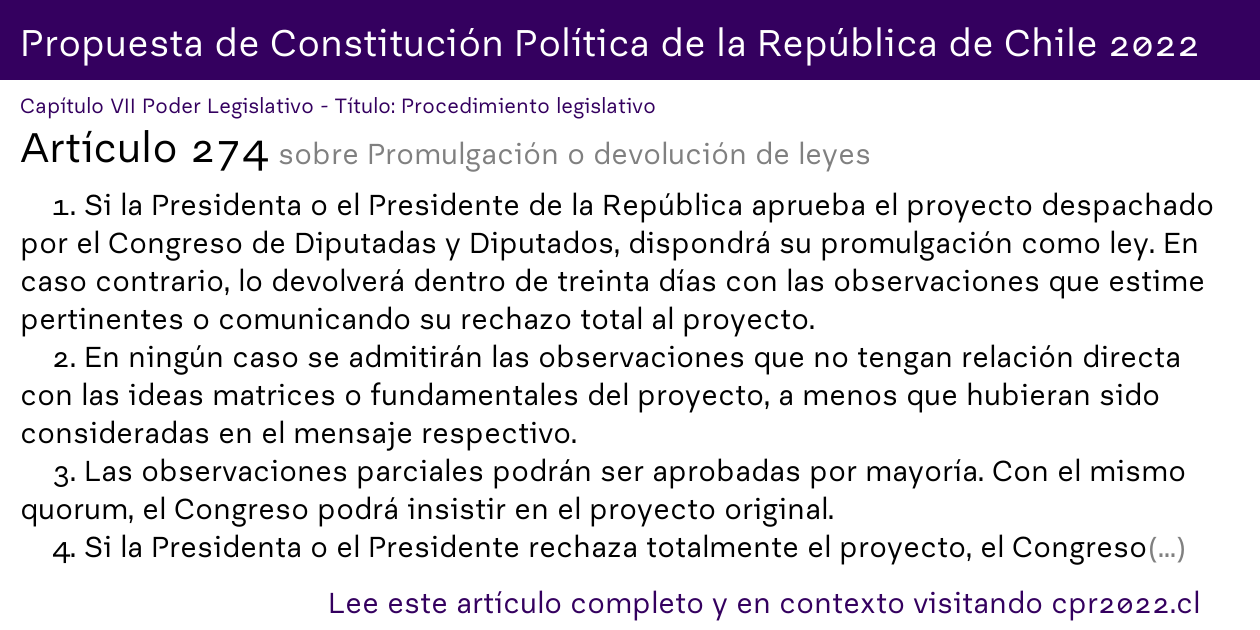 Propuesta de Constitución Política de la República de Chile 2022
Capítulo VII Poder Legislativo - Título: Procedimiento legislativo
Artículo 274 sobre Promulgación o devolución de leyes
1. Si la Presidenta o el Presidente de la República aprueba el proyecto despachado
por el Congreso de Diputadas y Diputados, dispondrá su promulgación como ley. En
caso contrario, lo devolverá dentro de treinta días con las observaciones que estime
pertinentes o comunicando su rechazo total al proyecto.
2. En ningún caso se admitirán las observaciones que no tengan relación directa
con las ideas matrices o fundamentales del proyecto, a menos que hubieran sido
consideradas en el mensaje respectivo.
3. Las observaciones parciales podrán ser aprobadas por mayoría. Con el mismo
quorum, el Congreso podrá insistir en el proyecto original.
4. Si la Presidenta o el Presidente rechaza totalmente el proyecto, el Congreso(...)
Lee este artículo completo y en contexto visitando cpr2022.cl